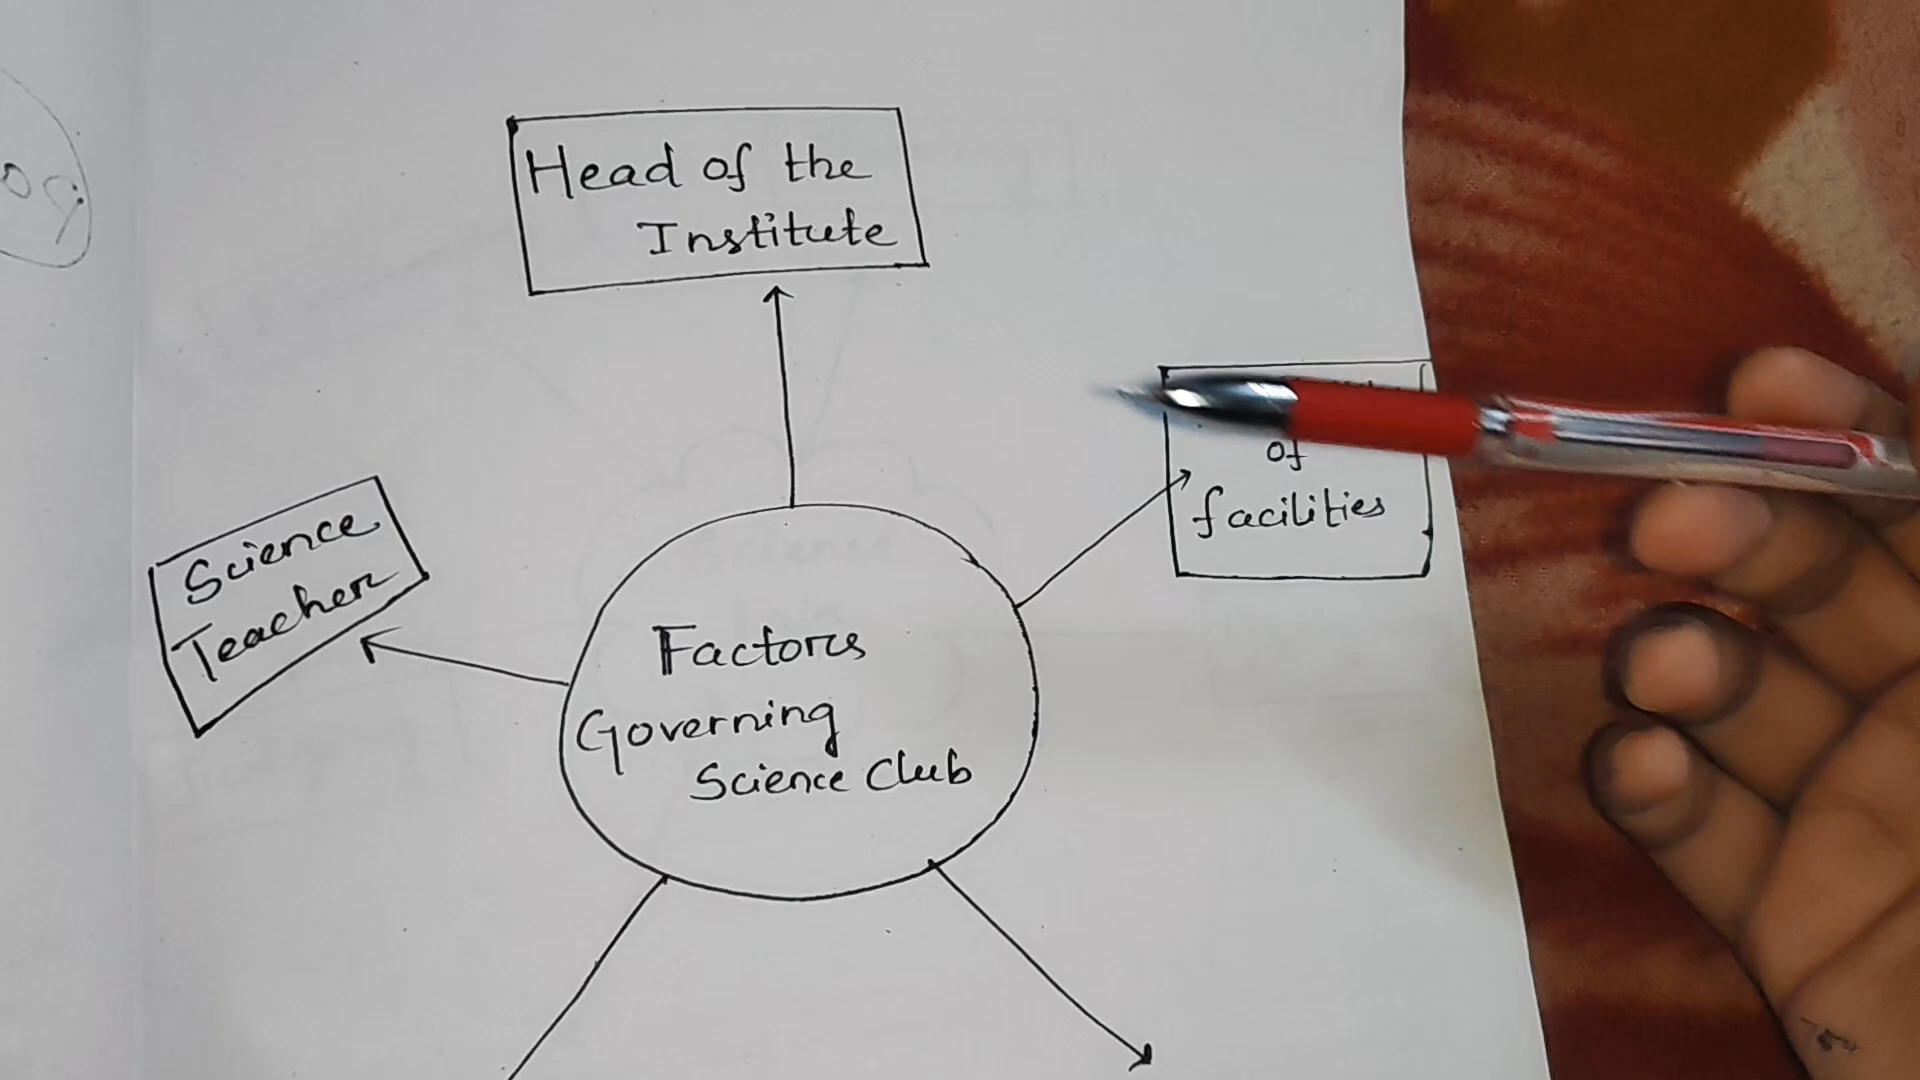 Head of the
Institute
of
facilities
Science
Teacher
Factors
Governing
Science Club